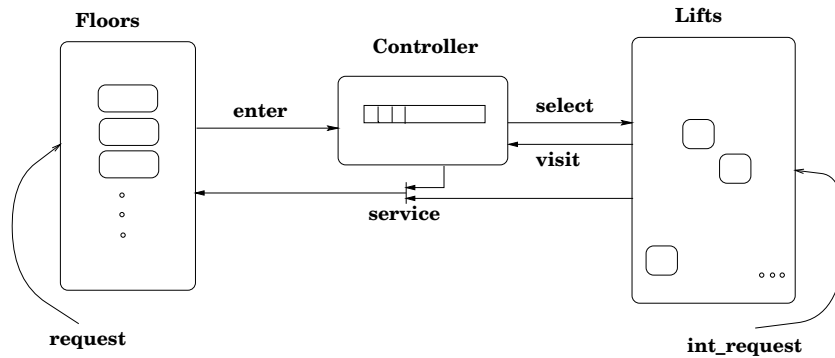 Floors
Controller
Lifts
enter
select
visit
service
request
int_request